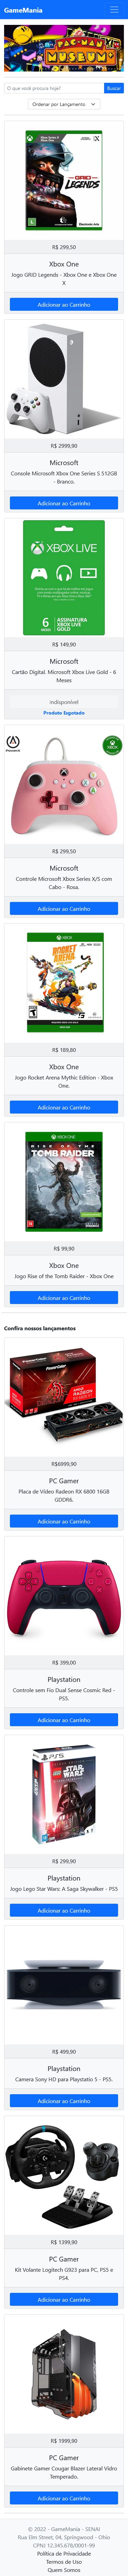 GameMania
PAC-MAN
MUSEUM+
O que você procura hoje?
Buscar
Ordenar por Lançamento
GRID LEGENDS
R$ 299,50
Xbox One
Jogo GRID Legends - Xbox One e Xbox One
X
Adicionar ao Carrinho
R$ 2999,90
Microsoft
Console Microsoft Xbox One Series S 512GB
- Branco.
Adicionar ao Carrinho
XBOX LIVE
6
MESES
ASSINATURA
XBOX LIVE
GOLD
R$ 149,90
Microsoft
Cartão Digital. Microsoft Xbox Live Gold - 6
Meses
indisponível
Produto Esgotado
R$ 299,50
Microsoft
Controle Microsoft Xbox Series X/S com
Cabo - Rosa.
Adicionar ao Carrinho
XBOX ONE
ROCKET
ARENA
R$ 189,80
Xbox One
Jogo Rocket Arena Mythic Edition - Xbox
One.
Adicionar ao Carrinho
XBOX ONE
RISE OF THE
TOMB RAIDER
R$ 99,90
Xbox One
Jogo Rise of the Tomb Raider - Xbox One
Adicionar ao Carrinho
Confira nossos lançamentos
PowerColor
RADEON
R$6999,90
PC Gamer
Placa de Vídeo Radeon RX 6800 16GB
GDDR6.
Adicionar ao Carrinho
R$ 399,00
Playstation
Controle sem Fio Dual Sense Cosmic Red -
PS5.
Adicionar ao Carrinho
PS5
LEGO
STAR WARS
R$ 299,90
Playstation
Jogo Lego Star Wars: A Saga Skywalker - PS5
Adicionar ao Carrinho
R$ 499,90
Playstation
Camera Sony HD para Playstatio 5 - PS5.
Adicionar ao Carrinho
R$ 1399,90
PC Gamer
Kit Volante Logitech G923 para PC, PS5 e
PS4.
Adicionar ao Carrinho
R$ 1999,90
PC Gamer
Gabinete Gamer Cougar Blazer Lateral Vidro
Temperado.
Adicionar ao Carrinho
© 2022 - GameMania - SENAI
Rua Elm Street, 04, Springwood - Ohio
CPNJ 12.345.678/0001-99
Política de Privacidade
Termos de Uso
Quem Somos